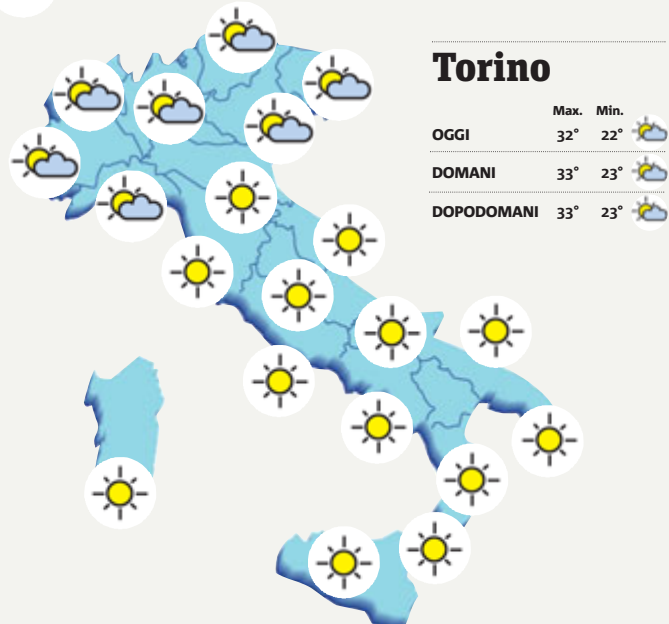 Torino
Max. Min.
OGGI 32° 22°
DOMANI 33° 23°
DOPODOMANI 33° 23°